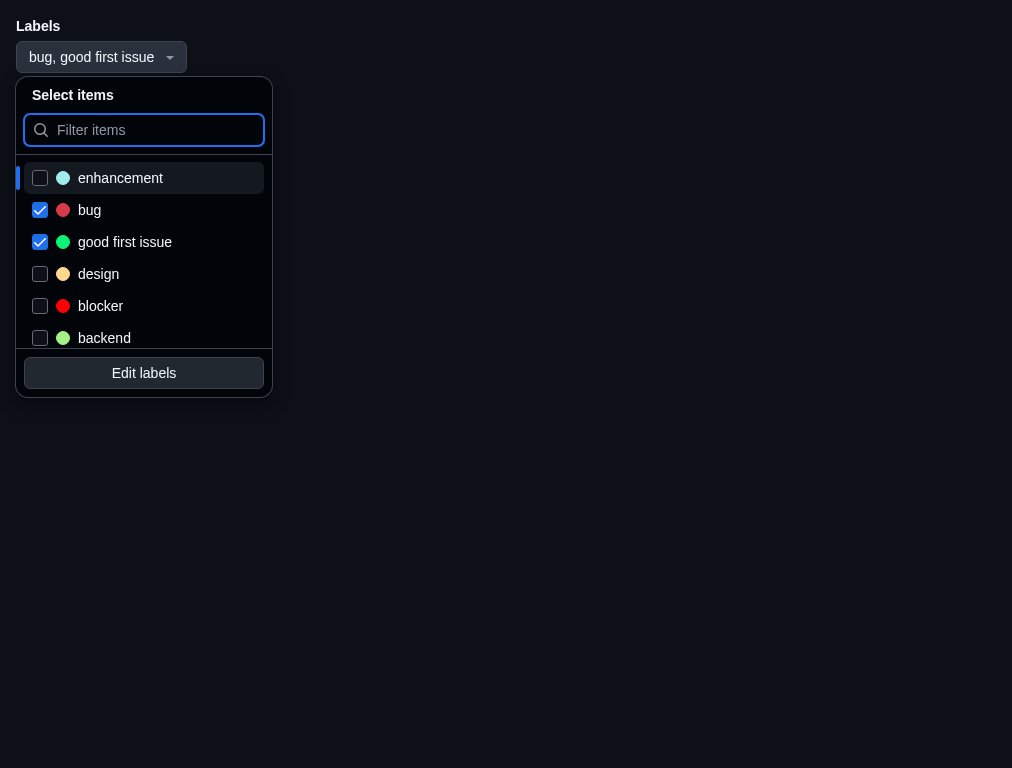 Labels
bug, good first issue
Select items
Filter items
enhancement
bug
good first issue
design
blocker
backend
Edit labels